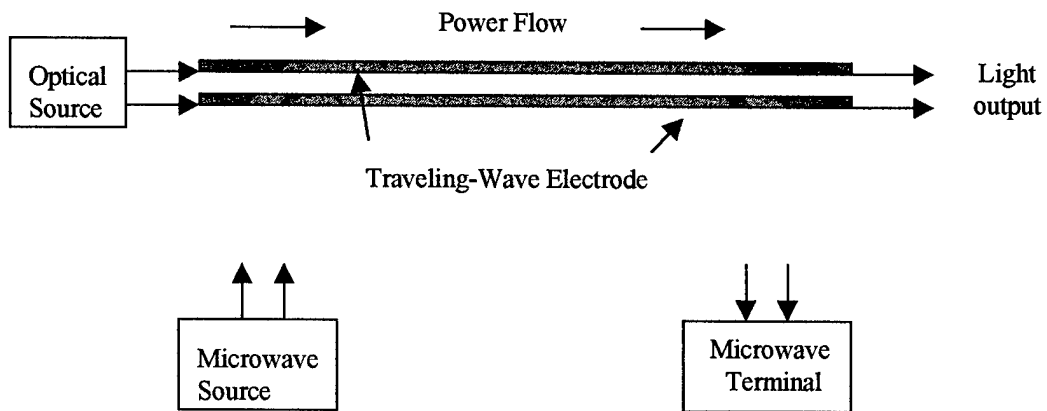 Power Flow
Optical
Source
Light
output
Traveling-Wave Electrode
Microwave
Source
Microwave
Terminal